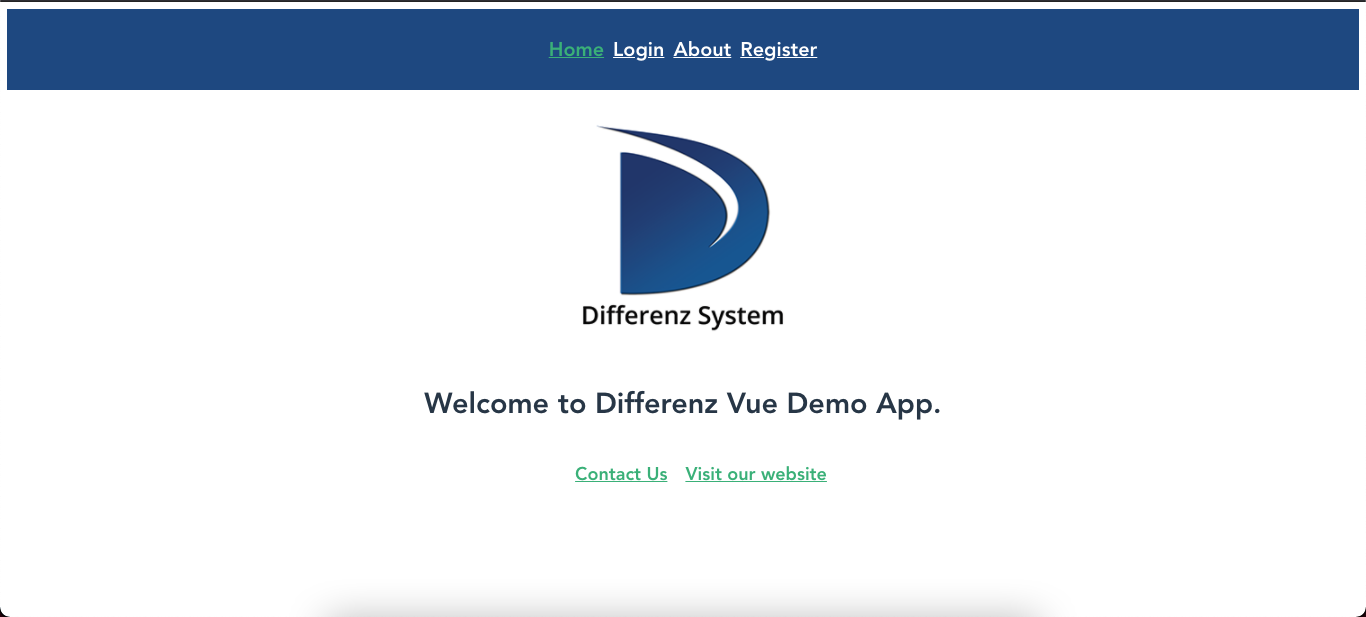 Home Login About Register
Differenz System
Welcome to Differenz Vue Demo App.
Contact Us Visit our website